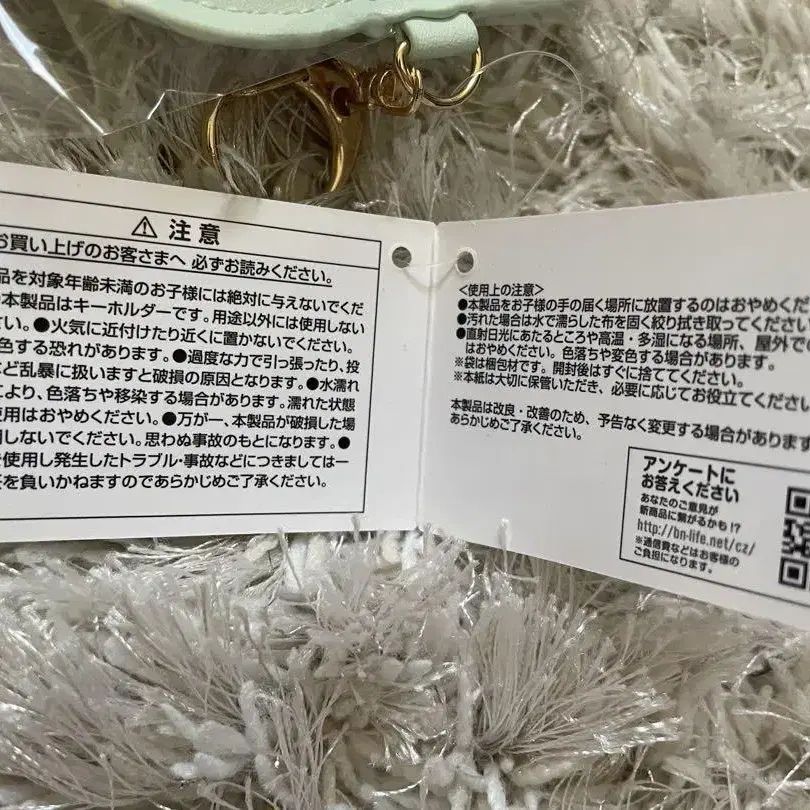 ⚠ 注意
お買い上げのお客さまへ 必ずお読みください。
品を対象年齢未満のお子様には絶対に与えないでくだ
本製品はキーホルダーです。用途以外には使用しない
い。●火気に近付けたり近くに置かないでください。
色する恐れがあります。●過度な力で引っ張ったり、投
ど乱暴に扱いますと破損の原因となります。●水濡れ
より、色落ちや移染する場合があります。濡れた状態
使用はおやめください。●万が一、本製品が破損した場
用しないでください。思わぬ事故のもとになります。●
で使用し発生したトラブル・事故などにつきましては一
を負いかねますのであらかじめご了承ください。
＜使用上の注意＞
●本製品をお子様の手の届く場所に放置するのはおやめくだ
●汚れた場合は水で濡らした布を固く絞り拭き取ってください
●直射日光にあたるところや高温・多湿になる場所、屋外での
はおやめください。色落ちや変色する場合があります。
※袋は梱包材です。開封後はすぐに捨ててください。
※本紙は大切に保管いただき、必要に応じてお役立てください
本製品は改良・改善のため、予告なく変更する場合があります
あらかじめご了承ください。
アンケートに
お答えください
あなたのご意見が
新商品に繋がるかも!?
http://bn-life.net/cz/
※通信費などはお客様の
ご負担になります。